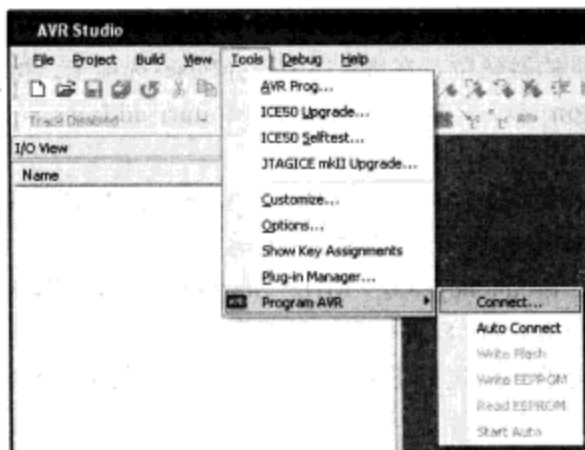 AVR Studio
File Project Build View Tools Debug Help
Trace Disabled
I/O View
Name
AVR Prog...
ICE50 Upgrade...
ICE50 Selftest...
JTAGICE mkII Upgrade...
Customize...
Options...
Show Key Assignments
Plug-in Manager...
Program AVR
Connect...
Auto Connect
Write Flash
Write EEPROM
Read EEPROM
Start Auto